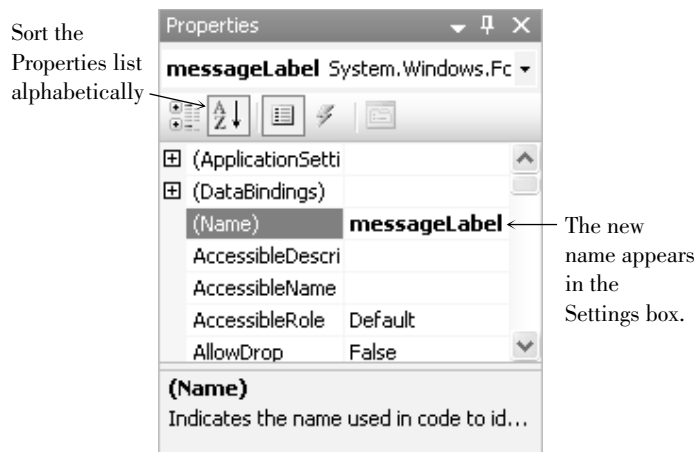 Sort the
Properties list
alphabetically
Properties
messageLabel System.Windows.Fc
A
Z
(ApplicationSetti
(DataBindings)
(Name) messageLabel
AccessibleDescri
AccessibleName
AccessibleRole Default
AllowDrop False
(Name)
Indicates the name used in code to id...
The new
name appears
in the
Settings box.